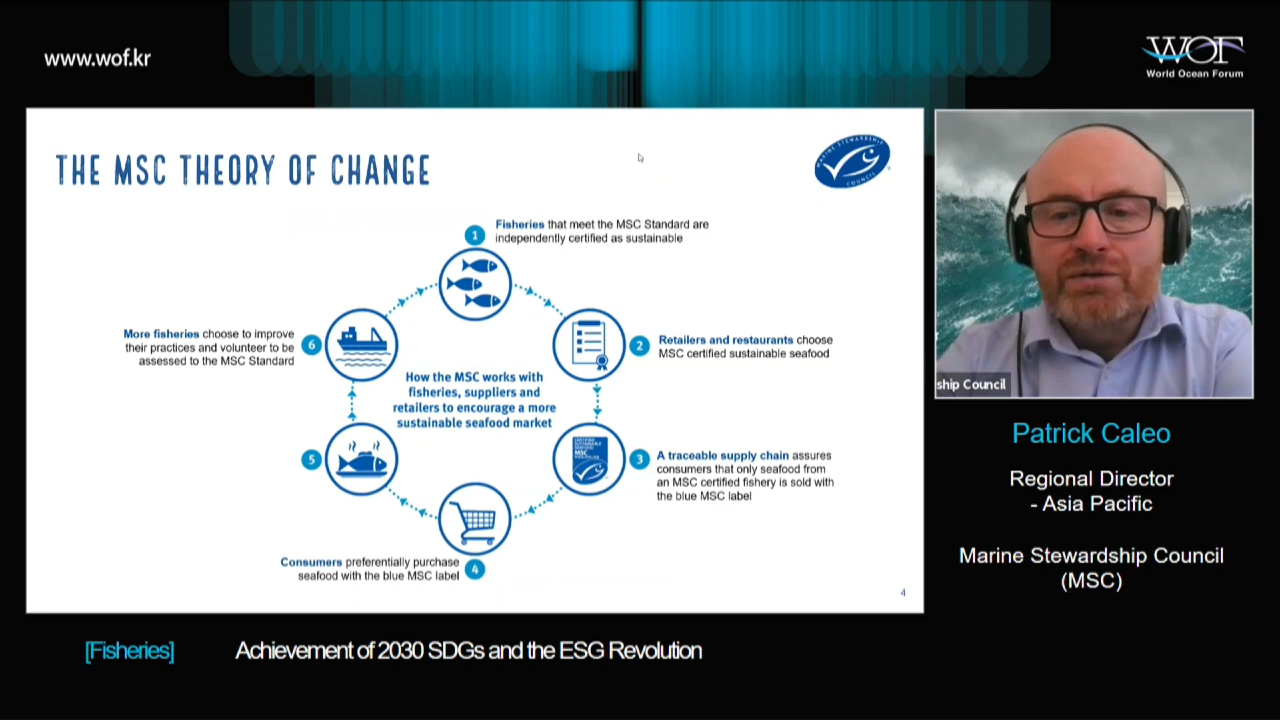 www.wof.kr
WOF
World Ocean Forum
THE MSC THEORY OF CHANGE
MARINE STEWARDSHIP
COUNCIL
1
Fisheries that meet the MSC Standard are
independently certified as sustainable
More fisheries choose to improve
their practices and volunteer to be
assessed to the MSC Standard
6
2
Retailers and restaurants choose
MSC certified sustainable seafood
How the MSC works with
fisheries, suppliers and
retailers to encourage a more
sustainable seafood market
5
3
A traceable supply chain assures
consumers that only seafood from
an MSC certified fishery is sold with
the blue MSC label
CERTIFIED
SUSTAINABLE
SEAFOOD
MSC
Consumers preferentially purchase
seafood with the blue MSC label
4
4
ship Council
Patrick Caleo
Regional Director
- Asia Pacific
Marine Stewardship Council
(MSC)
[Fisheries] Achievement of 2030 SDGs and the ESG Revolution